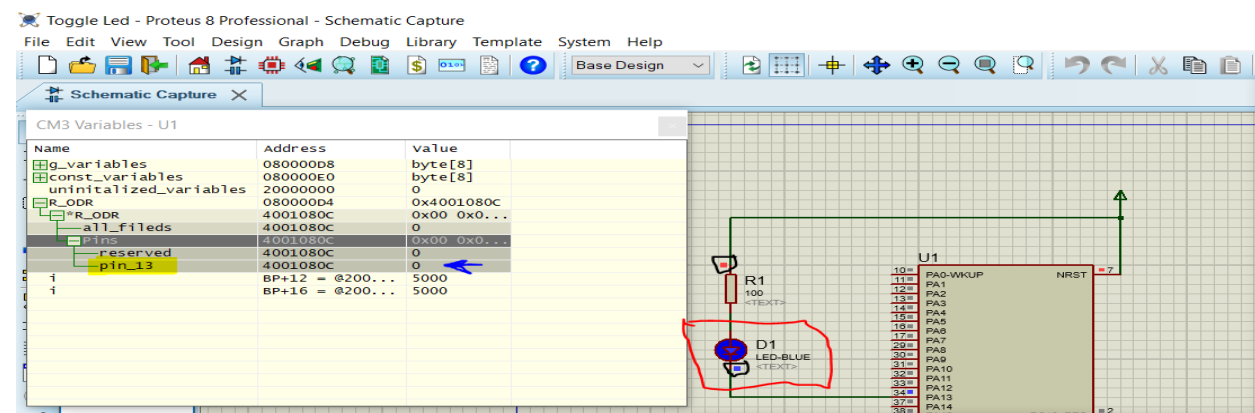 Toggle Led - Proteus 8 Professional - Schematic Capture
File Edit View Tool Design Graph Debug Library Template System Help
Base Design
Schematic Capture
CM3 Variables - U1
Name Address Value
g_variables 080000D8 byte[8]
const_variables 080000E0 byte[8]
uninitalized_variables 20000000 0
R_ODR 080000D4 0x4001080C
*R_ODR 4001080C 0x00 0x0...
all_fileds 4001080C 0
Pins 4001080C 0x00 0x0...
reserved 4001080C 0
pin_13 4001080C 0
i BP+12 = @200... 5000
i BP+16 = @200... 5000
R1
100
<TEXT>
D1
LED-BLUE
<TEXT>
U1
10 PA0-WKUP NRST 7
11 PA1
12 PA2
13 PA3
14 PA4
15 PA5
16 PA6
17 PA7
29 PA8
30 PA9
31 PA10
32 PA11
33 PA12
34 PA13
37 PA14
38
2